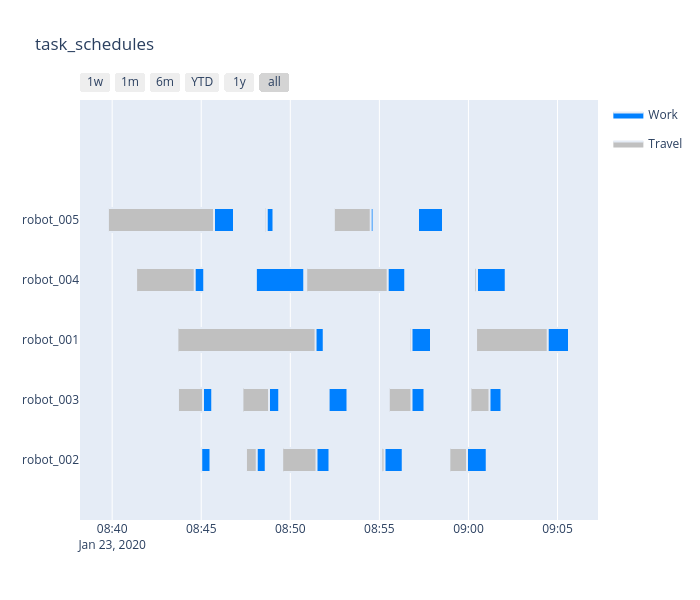 task_schedules
1w 1m 6m YTD 1y all
Work
Travel
robot_005
robot_004
robot_001
robot_003
robot_002
08:40 08:45 08:50 08:55 09:00 09:05
Jan 23, 2020